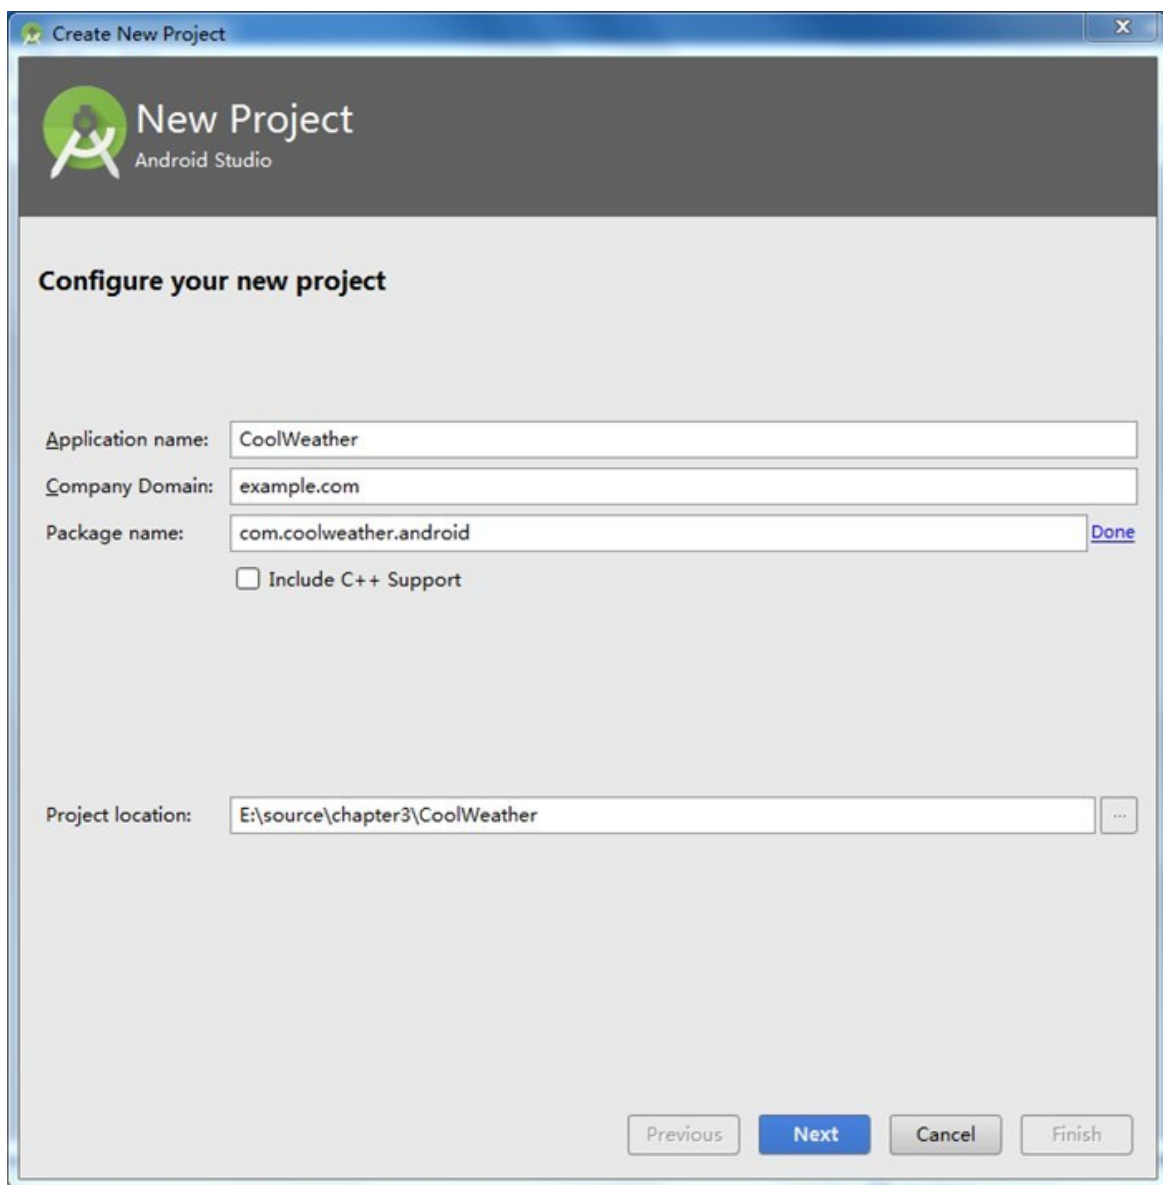 Create New Project
New Project
Android Studio
Configure your new project
Application name: CoolWeather
Company Domain: example.com
Package name: com.coolweather.android Done
Include C++ Support
Project location: E:\source\chapter3\CoolWeather ...
Previous Next Cancel Finish